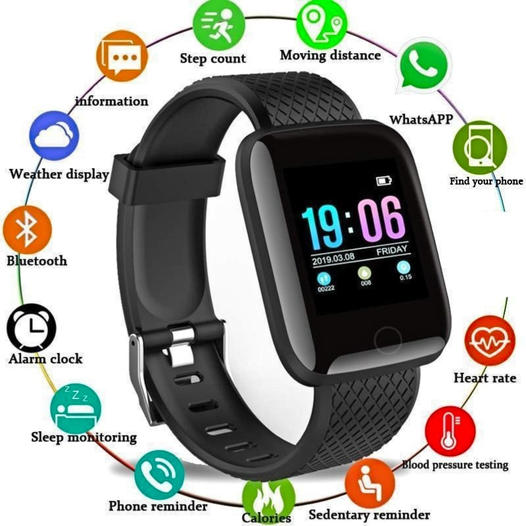 Step count
Moving distance
information
WhatsAPP
Weather display
Find your phone
Bluetooth
19:06
2019.03.08 FRIDAY
00222 008 0.15
Alarm clock
Heart rate
Sleep monitoring
Blood pressure testing
Phone reminder
Calories
Sedentary reminder
z z Z